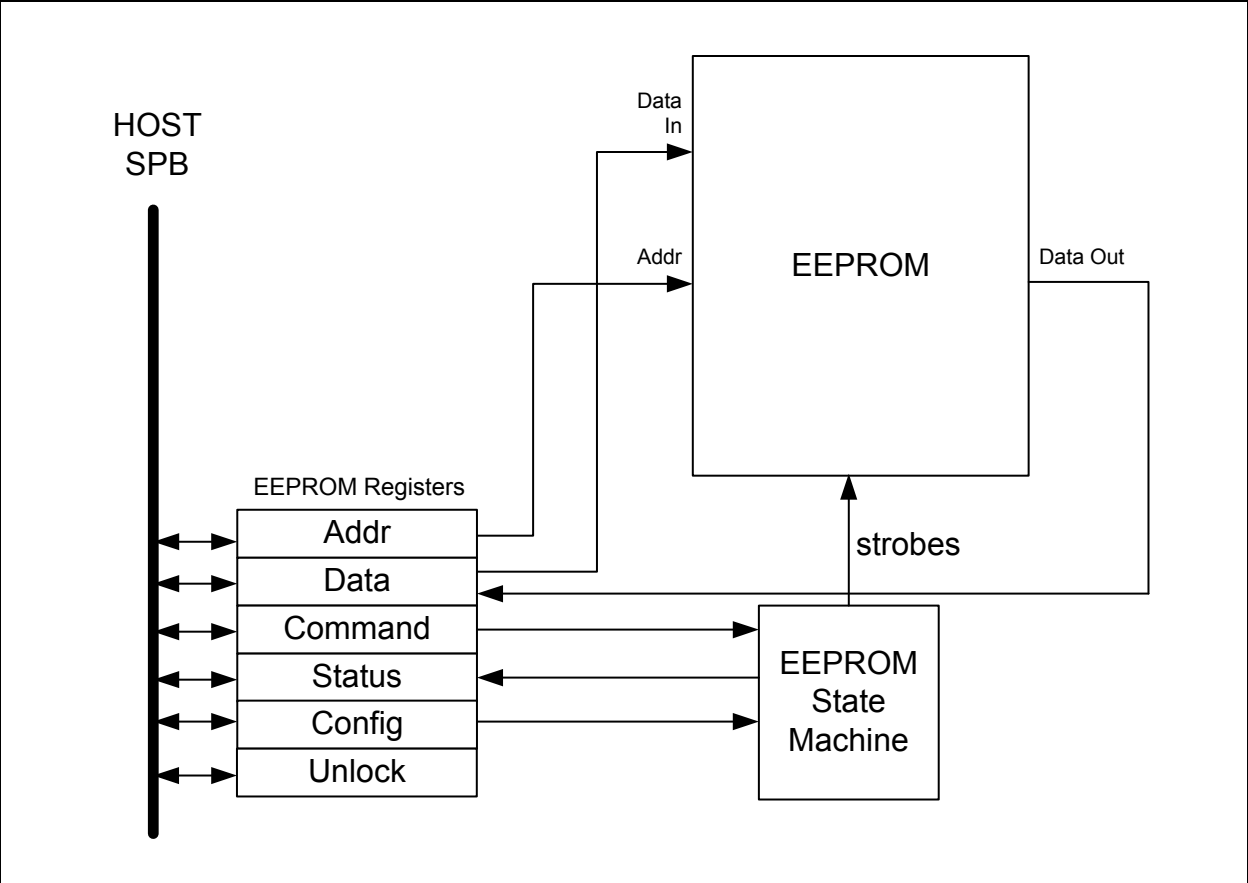 HOST
SPB
Data
In
Addr
EEPROM
Data Out
EEPROM Registers
Addr
Data
Command
Status
Config
Unlock
strobes
EEPROM
State
Machine